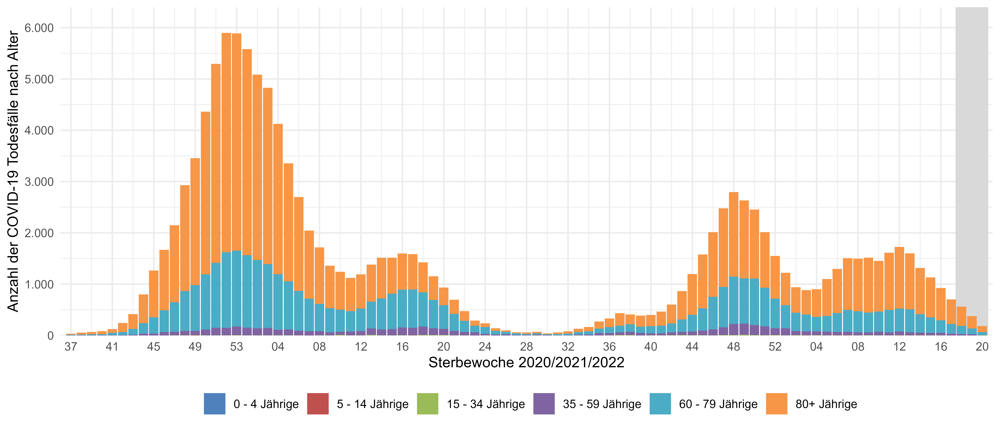 Anzahl der COVID-19 Todesfälle nach Alter
6.000
5.000
4.000
3.000
2.000
1.000
0
37 41 45 49 53 04 08 12 16 20 24 28 32 36 40 44 48 52 04 08 12 16 20
Sterbewoche 2020/2021/2022
0 - 4 Jährige 5 - 14 Jährige 15 - 34 Jährige 35 - 59 Jährige 60 - 79 Jährige 80+ Jährige